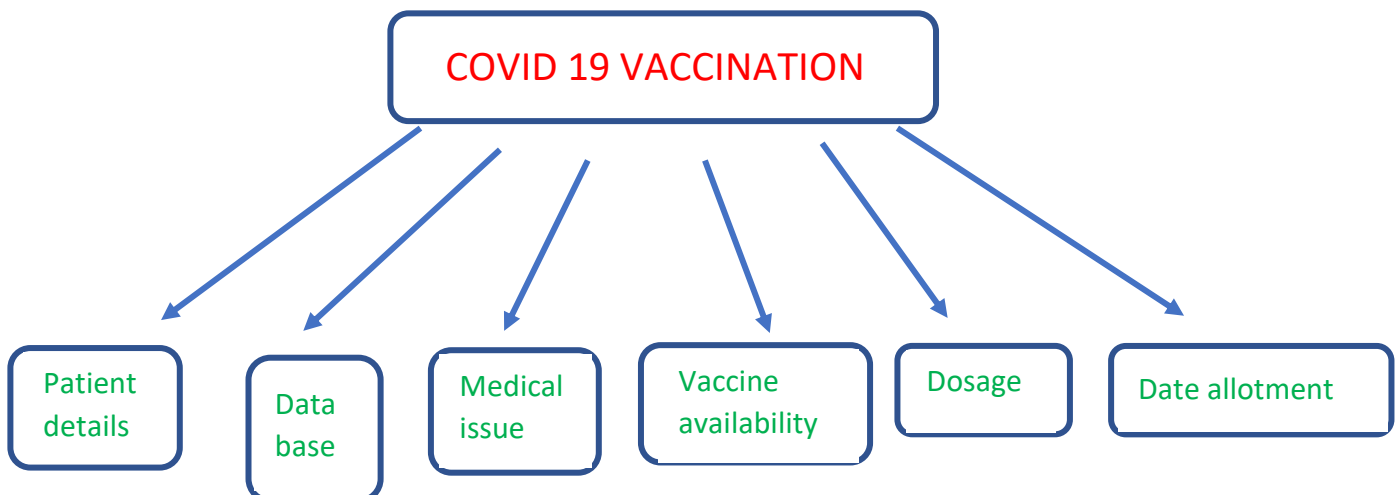 COVID 19 VACCINATION
Patient
details
Data
base
Medical
issue
Vaccine
availability
Dosage
Date allotment